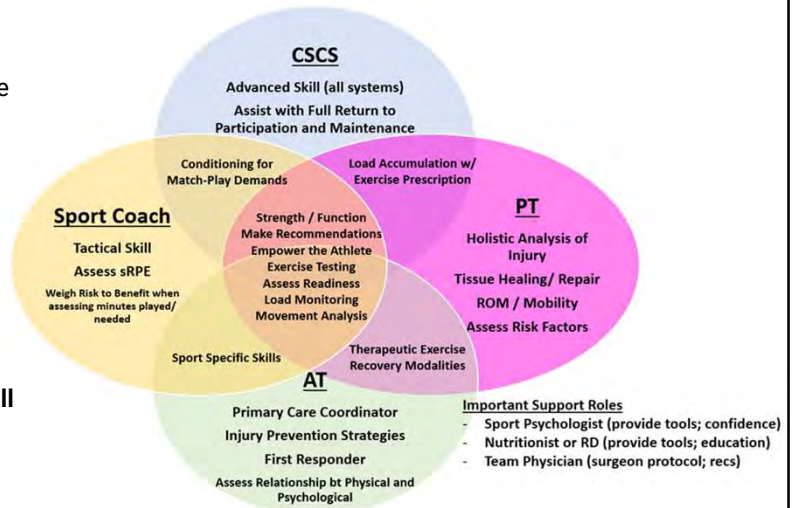 CSCS
Advanced Skill (all systems)
Assist with Full Return to
Participation and Maintenance
Conditioning for
Match-Play Demands
Load Accumulation w/
Exercise Prescription
Sport Coach
Tactical Skill
Assess sRPE
Weigh Risk to Benefit when
assessing minutes played/
needed
Strength / Function
Make Recommendations
Empower the Athlete
Exercise Testing
Assess Readiness
Load Monitoring
Movement Analysis
PT
Holistic Analysis of
Injury
Tissue Healing/ Repair
ROM / Mobility
Assess Risk Factors
Sport Specific Skills
Therapeutic Exercise
Recovery Modalities
AT
Primary Care Coordinator
Injury Prevention Strategies
First Responder
Assess Relationship bt Physical and
Psychological
Important Support Roles
- Sport Psychologist (provide tools; confidence)
- Nutritionist or RD (provide tools; education)
- Team Physician (surgeon protocol; recs)